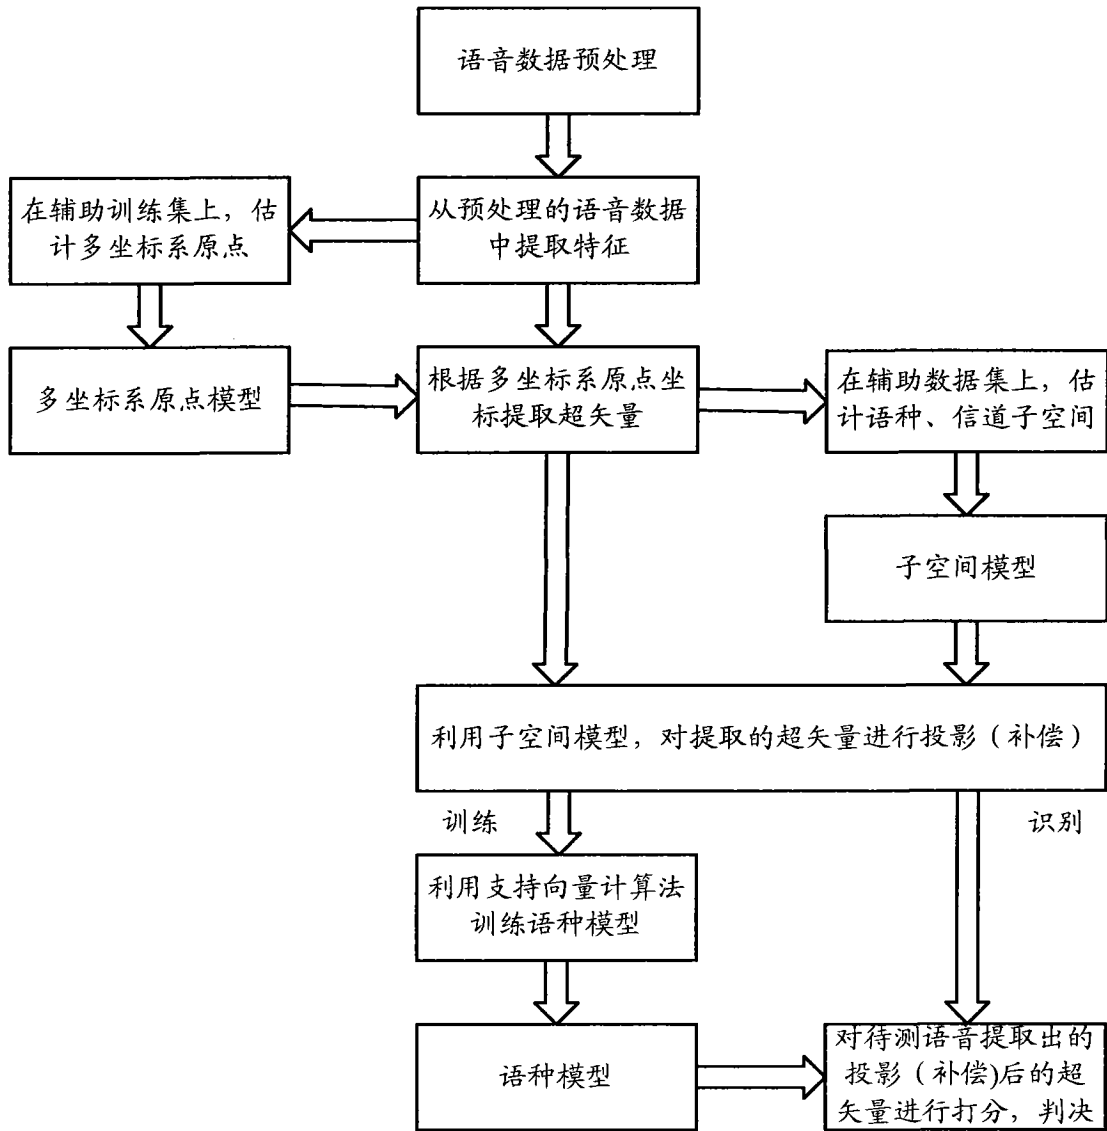 语音数据预处理
在辅助训练集上，估
计多坐标系原点
从预处理的语音数据
中提取特征
多坐标系原点模型
根据多坐标系原点坐
标提取超矢量
在辅助数据集上，估
计语种、信道子空间
子空间模型
利用子空间模型，对提取的超矢量进行投影（补偿）
训练
识别
利用支持向量计算法
训练语种模型
语种模型
对待测语音提取出的
投影（补偿)后的超
矢量进行打分，判决